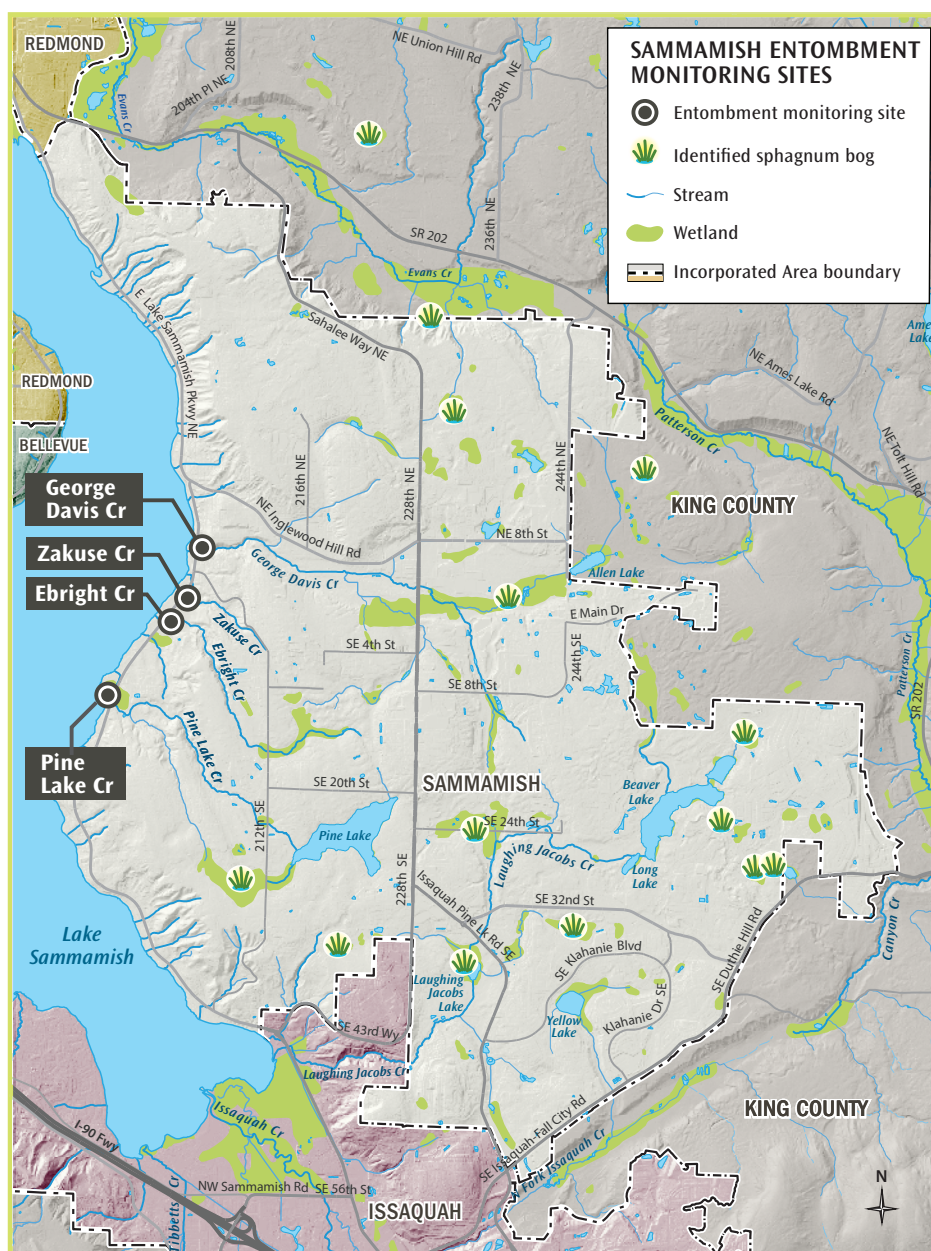 SAMMAMISH ENTOMBMENT
MONITORING SITES
Entombment monitoring site
Identified sphagnum bog
Stream
Wetland
Incorporated Area boundary
REDMOND
208th NE
NE Union Hill Rd
238th NE
204th Pl NE
Evans Cr
236th NE
SR 202
Evans Cr
E Lake Sammamish Pkwy NE
Sahalee Way NE
NE Ames Lake Rd
REDMOND
BELLEVUE
Patterson Cr
NE Tolt Hill Rd
216th NE
228th NE
244th NE
KING COUNTY
George
Davis Cr
NE Inglewood Hill Rd
NE 8th St
Zakuse Cr
George Davis Cr
Allen Lake
Ebright Cr
E Main Dr
Zakuse Cr
Ebright Cr
SE 4th St
244th SE
SE 8th St
Patterson Cr
SR 202
Pine Lake Cr
Pine
Lake Cr
SE 20th St
SAMMAMISH
Beaver
Lake
212th SE
Pine Lake
SE 24th St
Laughing Jacobs Cr
Long
Lake
228th SE
Issaquah Pine Lk Rd SE
SE 32nd St
SE Duthie Hill Rd
Canyon Cr
Lake
Sammamish
SE Klahanie Blvd
Laughing
Jacobs
Lake
Yellow
Lake
Klahanie Dr SE
SE 43rd Wy
Laughing Jacobs Cr
Issaquah Cr
I-90 Fwy
SE Issaquah-Fall City Rd
KING COUNTY
N Fork Issaquah Cr
NW Sammamish Rd
SE 56th St
Tibbetts Cr
ISSAQUAH
N